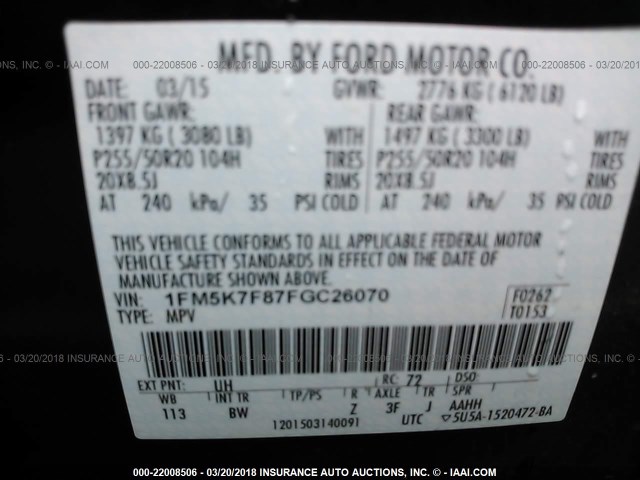 000-22008506 - 03/20/2018 INSURANCE AUTO AUCTIONS, INC. - IAAI.COM
MFD. BY FORD MOTOR CO.
DATE: 03/15 GVWR: 2776 KG ( 6120 LB)
FRONT GAWR: REAR GAWR:
1397 KG ( 3080 LB) WITH 1497 KG ( 3300 LB) WITH
P255/50R20 104H TIRES P255/50R20 104H TIRES
20X8.5J RIMS 20X8.5J RIMS
AT 240 kPa/ 35 PSI COLD AT 240 kPa/ 35 PSI COLD
THIS VEHICLE CONFORMS TO ALL APPLICABLE FEDERAL MOTOR
VEHICLE SAFETY STANDARDS IN EFFECT ON THE DATE OF
MANUFACTURE SHOWN ABOVE.
VIN: 1FM5K7F87FGC26070 F0262
TYPE: MPV T0153
EXT PNT: UH RC: 72 DSO:
WB INT TR TP/PS R AXLE TR SPR
113 BW Z 3F J AAHH
1201503140091 UTC ▽5U5A-1520472-BA
000-22008506 - 03/20/2018 INSURANCE AUTO AUCTIONS, INC. - IAAI.COM